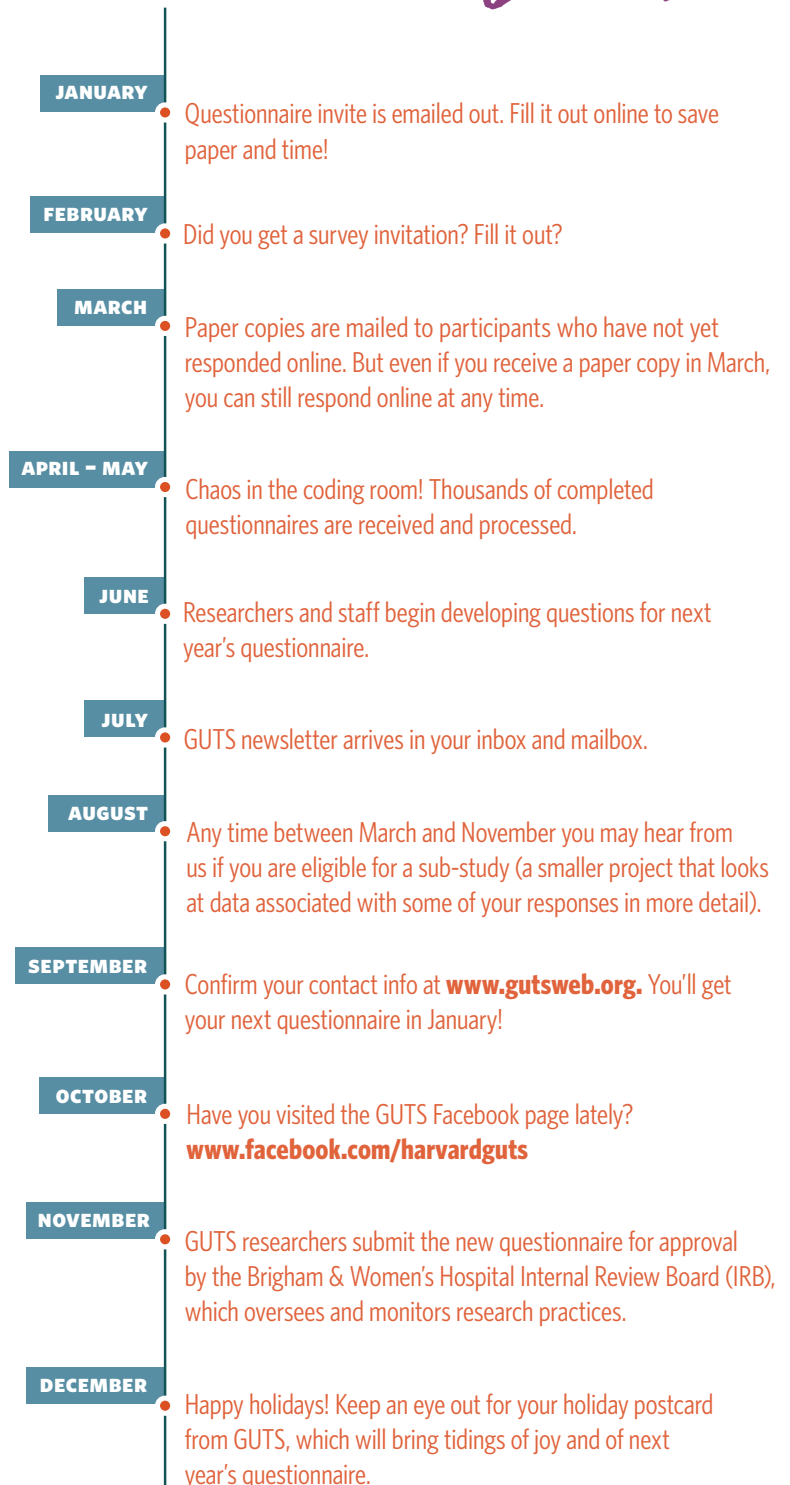 JANUARY
Questionnaire invite is emailed out. Fill it out online to save
paper and time!
FEBRUARY
Did you get a survey invitation? Fill it out?
MARCH
Paper copies are mailed to participants who have not yet
responded online. But even if you receive a paper copy in March,
you can still respond online at any time.
APRIL – MAY
Chaos in the coding room! Thousands of completed
questionnaires are received and processed.
JUNE
Researchers and staff begin developing questions for next
year's questionnaire.
JULY
GUTS newsletter arrives in your inbox and mailbox.
AUGUST
Any time between March and November you may hear from
us if you are eligible for a sub-study (a smaller project that looks
at data associated with some of your responses in more detail).
SEPTEMBER
Confirm your contact info at www.gutsweb.org. You'll get
your next questionnaire in January!
OCTOBER
Have you visited the GUTS Facebook page lately?
www.facebook.com/harvardguts
NOVEMBER
GUTS researchers submit the new questionnaire for approval
by the Brigham & Women's Hospital Internal Review Board (IRB),
which oversees and monitors research practices.
DECEMBER
Happy holidays! Keep an eye out for your holiday postcard
from GUTS, which will bring tidings of joy and of next
year's questionnaire.